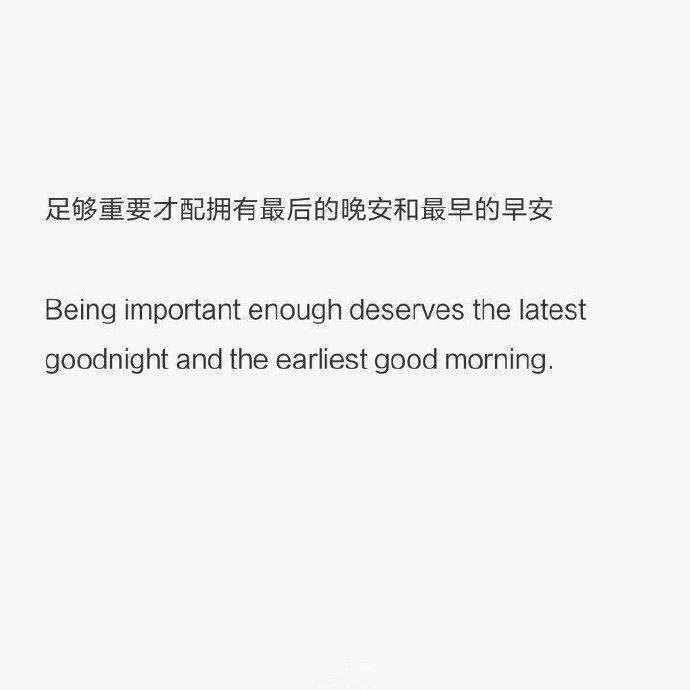 足够重要才配拥有最后的晚安和最早的早安
Being important enough deserves the latest
goodnight and the earliest good morning.